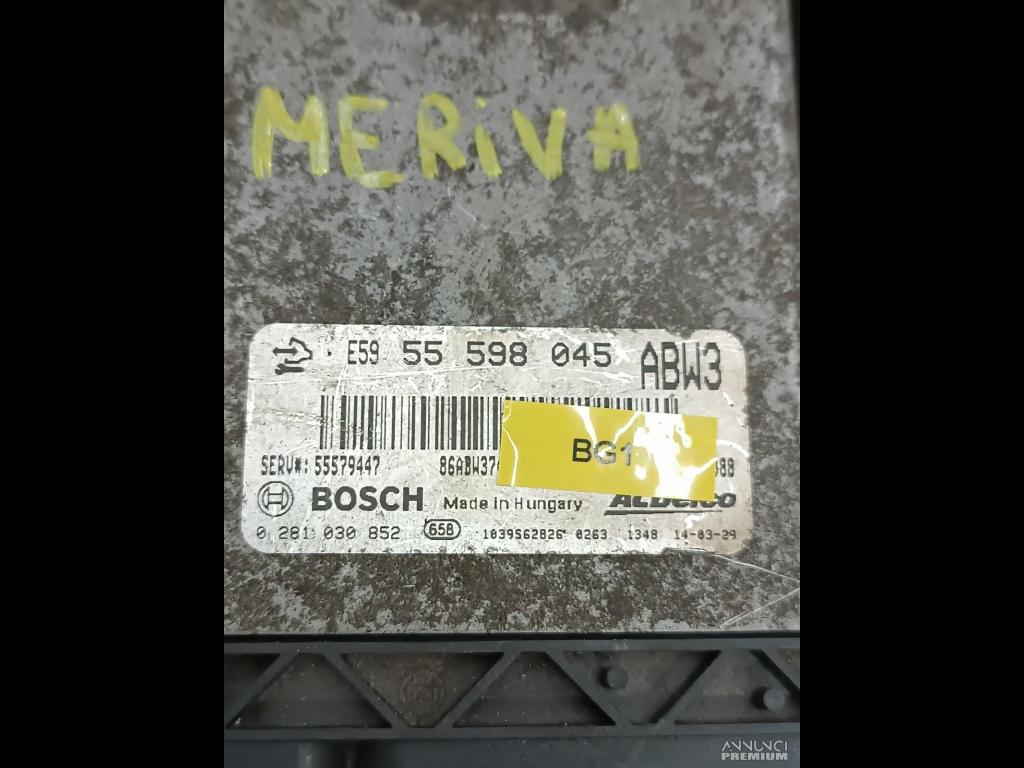 MERiVA
E59 55 598 045 ABW3
BG1
SERV#: 55579447
BOSCH Made in Hungary ACDelco
0 281 030 852 658 1039S62826 0263 1348 14-03-29
ANNUNCI
PREMIUM